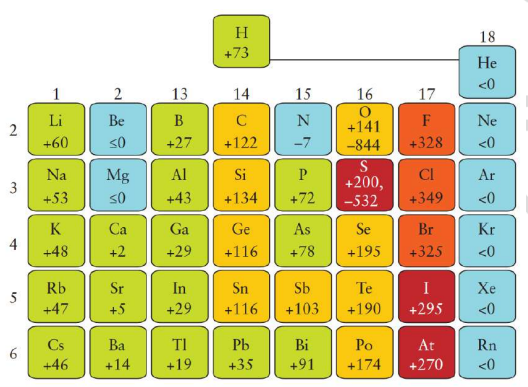 H
+73
18
He
<0
1 2 13 14 15 16 17
2
Li
+60
Be
≤0
B
+27
C
+122
N
−7
O
+141
−844
F
+328
Ne
<0
3
Na
+53
Mg
≤0
Al
+43
Si
+134
P
+72
S
+200,
−532
Cl
+349
Ar
<0
4
K
+48
Ca
+2
Ga
+29
Ge
+116
As
+78
Se
+195
Br
+325
Kr
<0
5
Rb
+47
Sr
+5
In
+29
Sn
+116
Sb
+103
Te
+190
I
+295
Xe
<0
6
Cs
+46
Ba
+14
Tl
+19
Pb
+35
Bi
+91
Po
+174
At
+270
Rn
<0